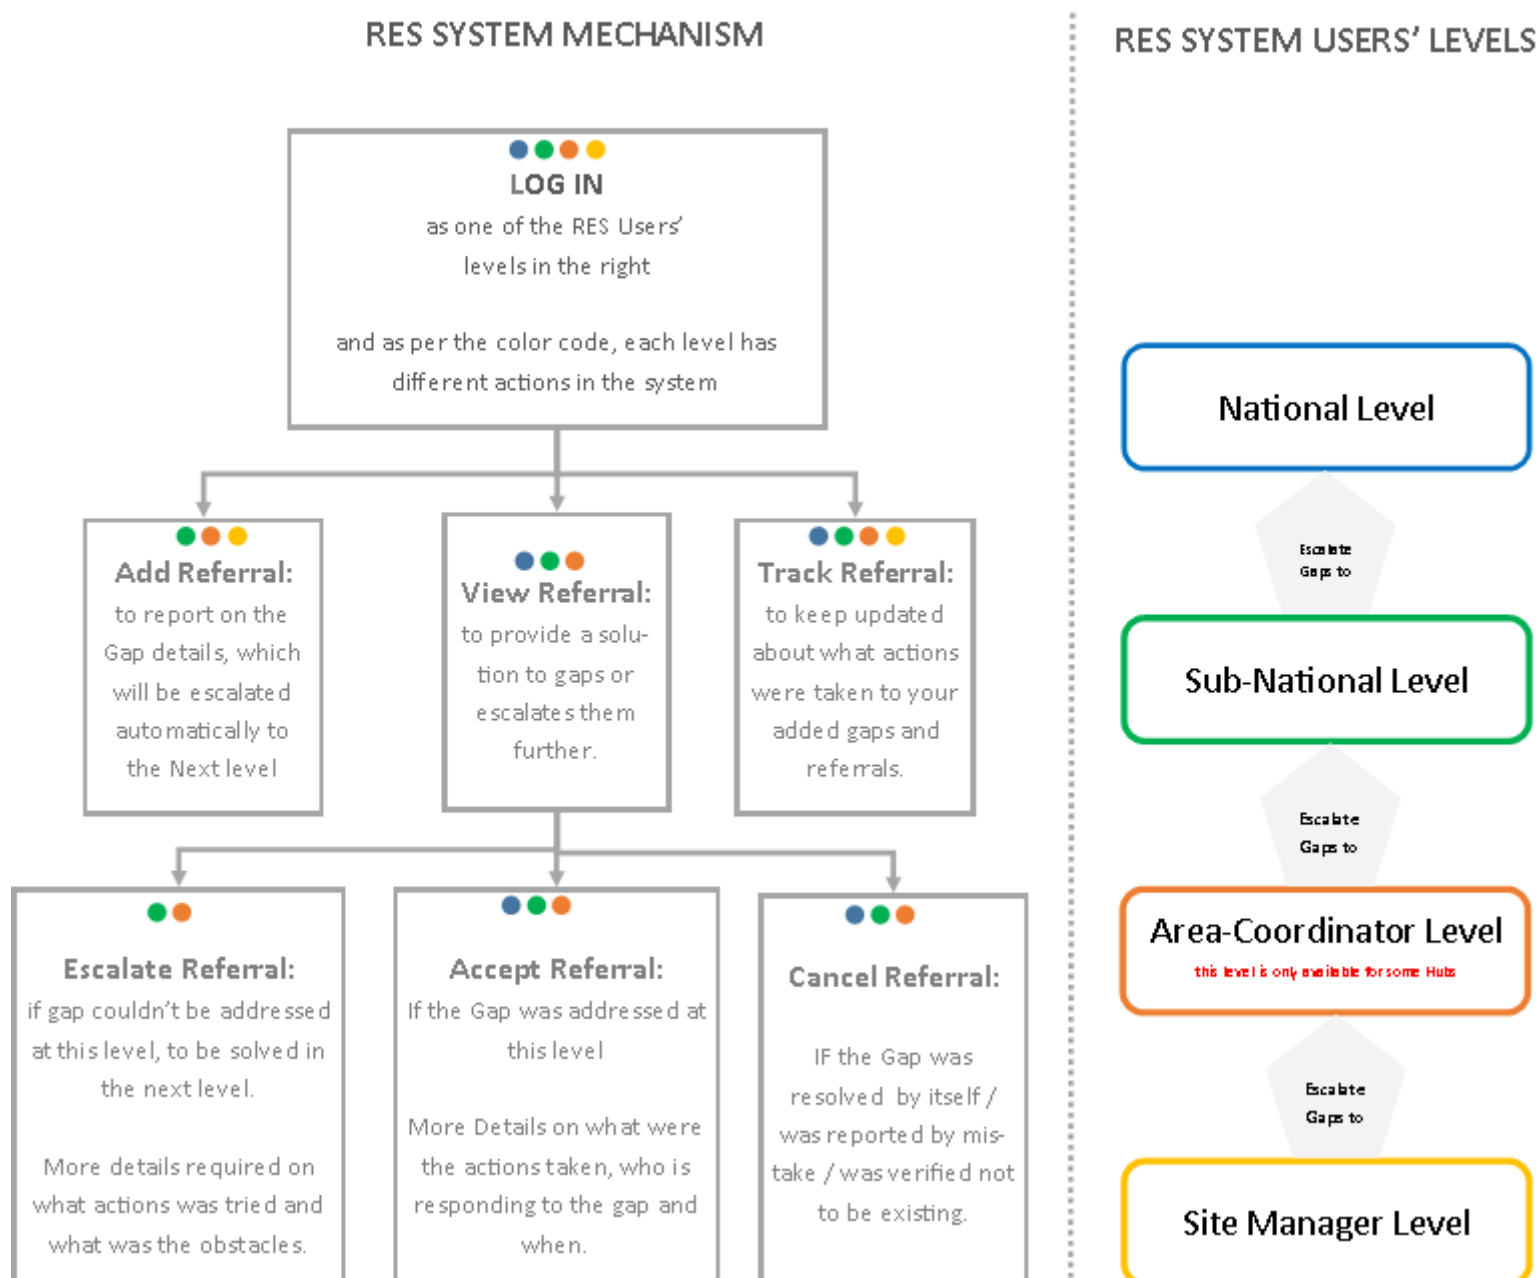 RES SYSTEM MECHANISM
LOG IN
as one of the RES Users’
levels in the right
and as per the color code, each level has
different actions in the system
Add Referral:
to report on the
Gap details, which
will be escalated
automatically to
the Next level
View Referral:
to provide a solu-
tion to gaps or
escalates them
further.
Track Referral:
to keep updated
about what actions
were taken to your
added gaps and
referrals.
Escalate Referral:
if gap couldn’t be addressed
at this level, to be solved in
the next level.
More details required on
what actions was tried and
what was the obstacles.
Accept Referral:
If the Gap was addressed at
this level
More Details on what were
the actions taken, who is
responding to the gap and
when.
Cancel Referral:
IF the Gap was
resolved by itself /
was reported by mis-
take / was verified not
to be existing.
RES SYSTEM USERS’ LEVELS
National Level
Escalate
Gaps to
Sub-National Level
Escalate
Gaps to
Area-Coordinator Level
this level is only available for some Hubs
Escalate
Gaps to
Site Manager Level